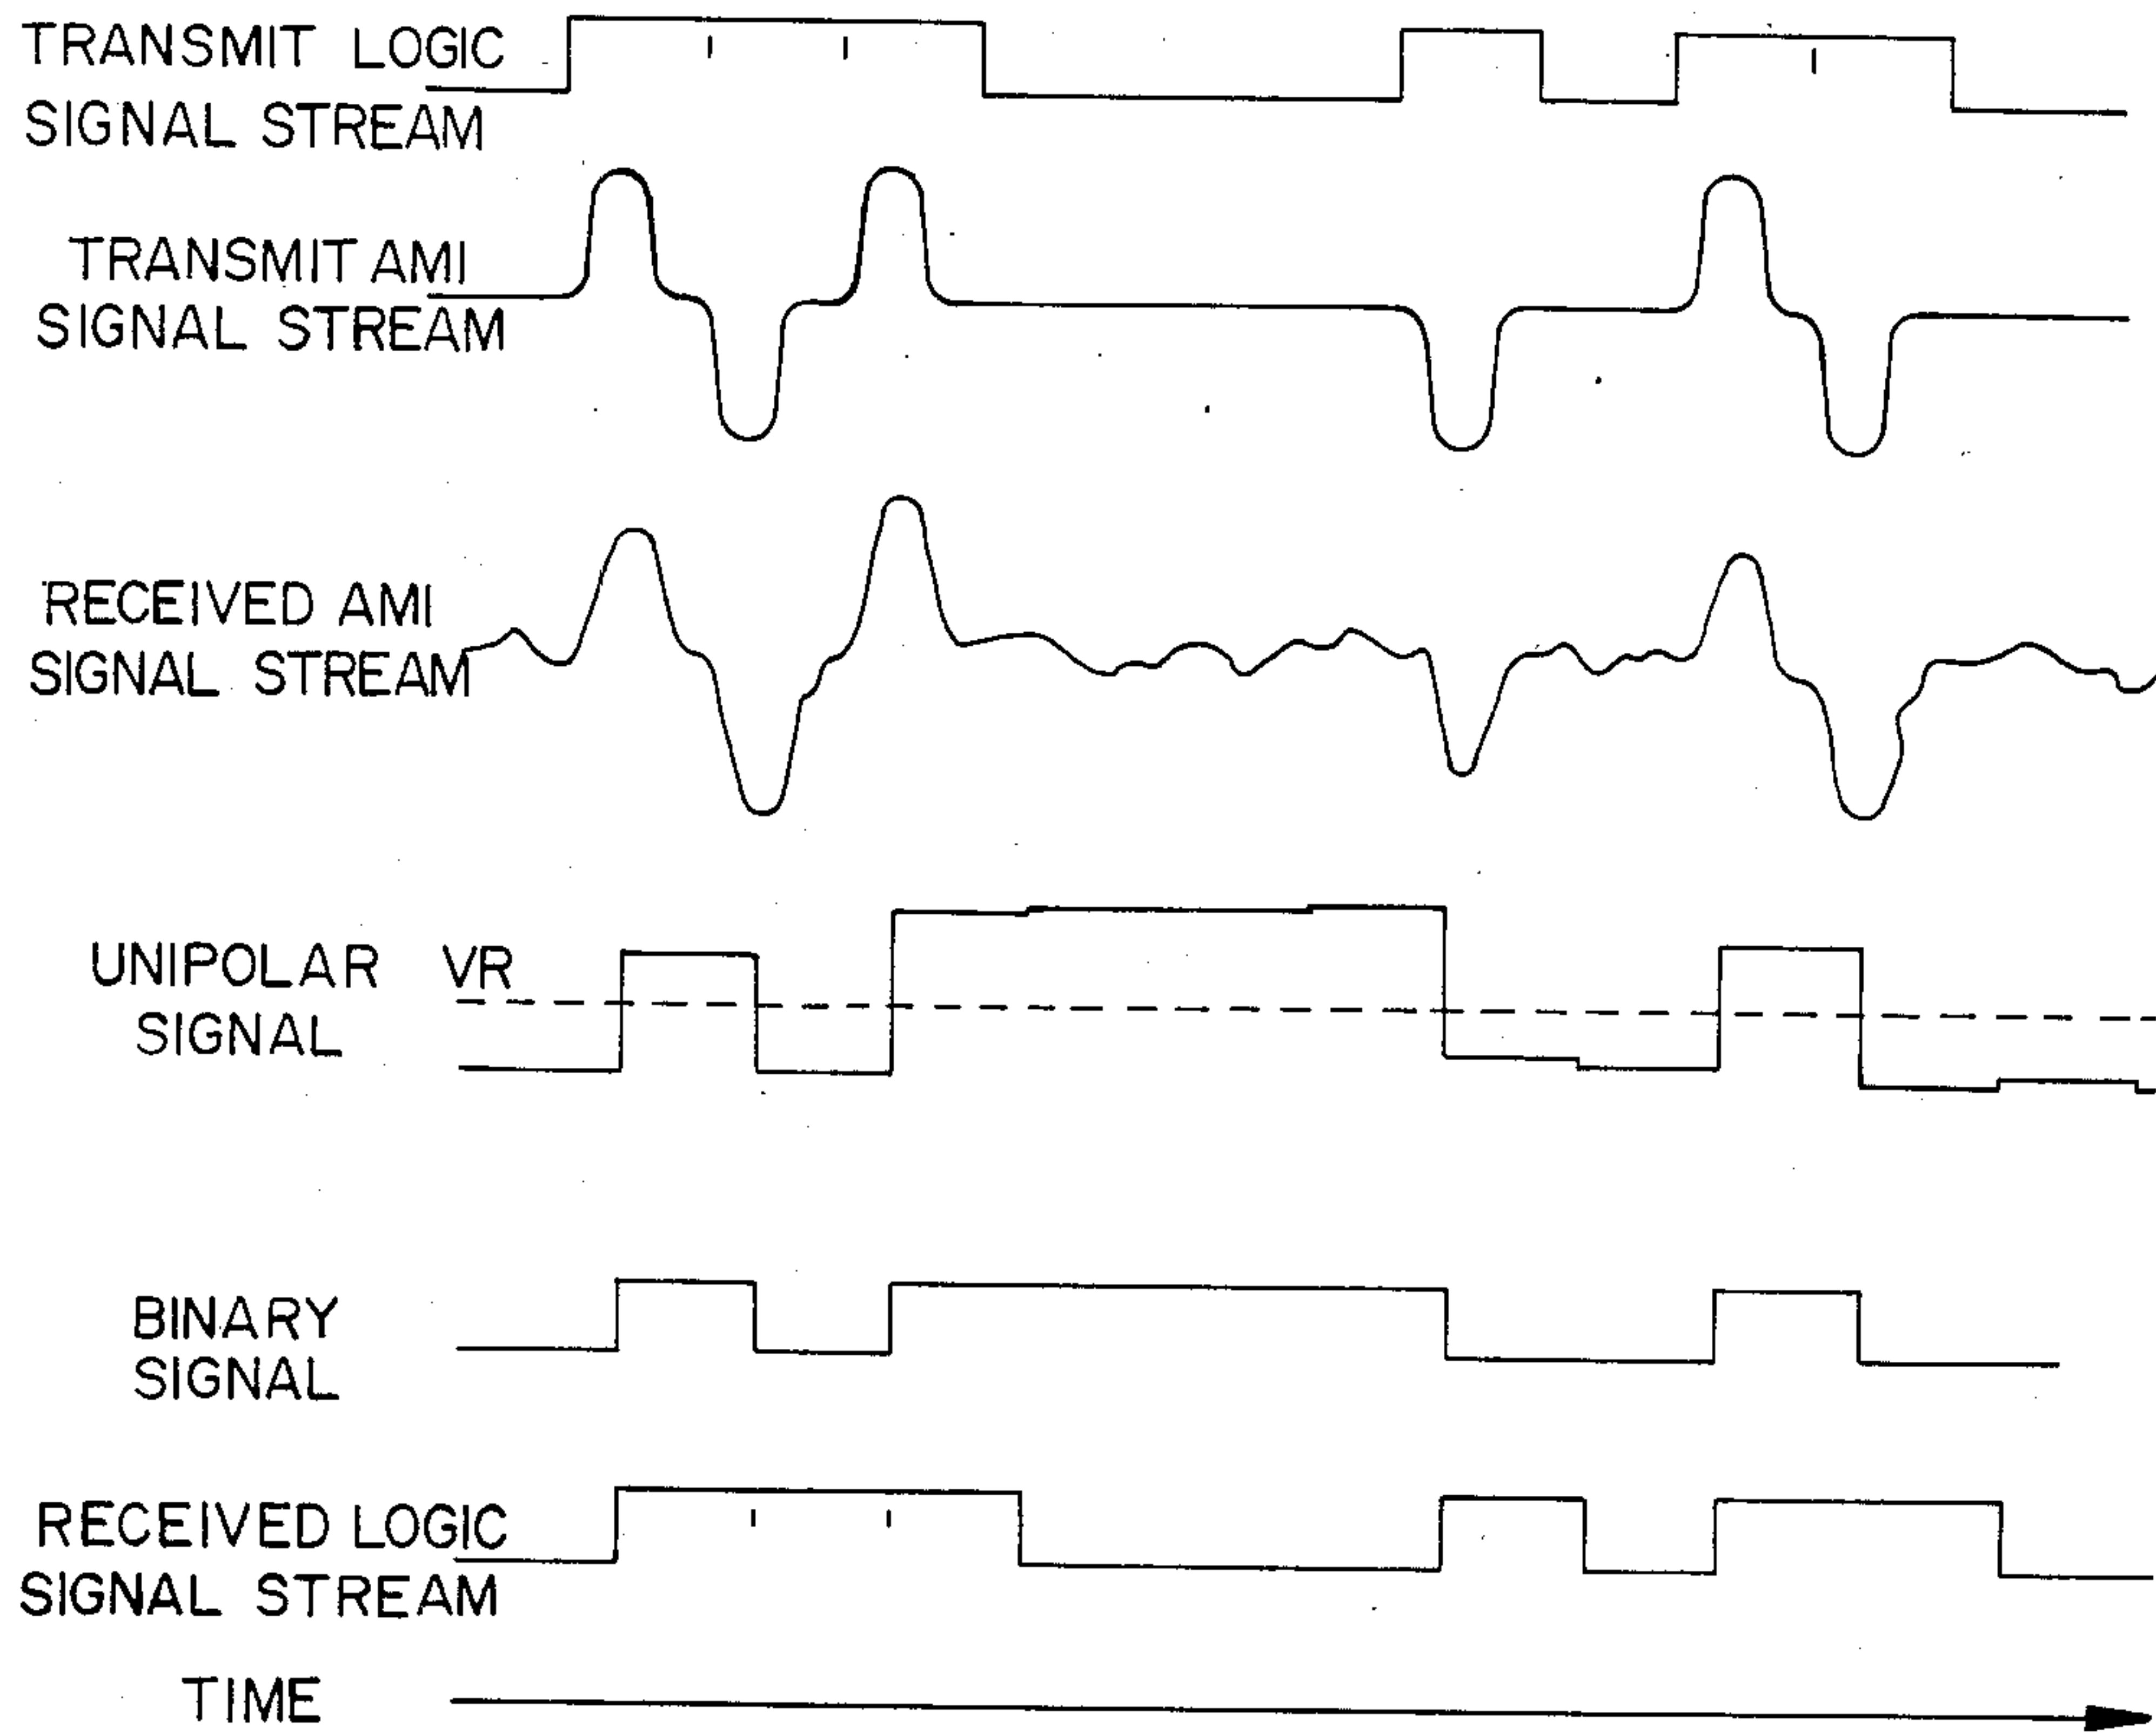 TRANSMIT LOGIC
SIGNAL STREAM
TRANSMIT AMI
SIGNAL STREAM
RECEIVED AMI
SIGNAL STREAM
UNIPOLAR VR
SIGNAL
BINARY
SIGNAL
RECEIVED LOGIC
SIGNAL STREAM
TIME